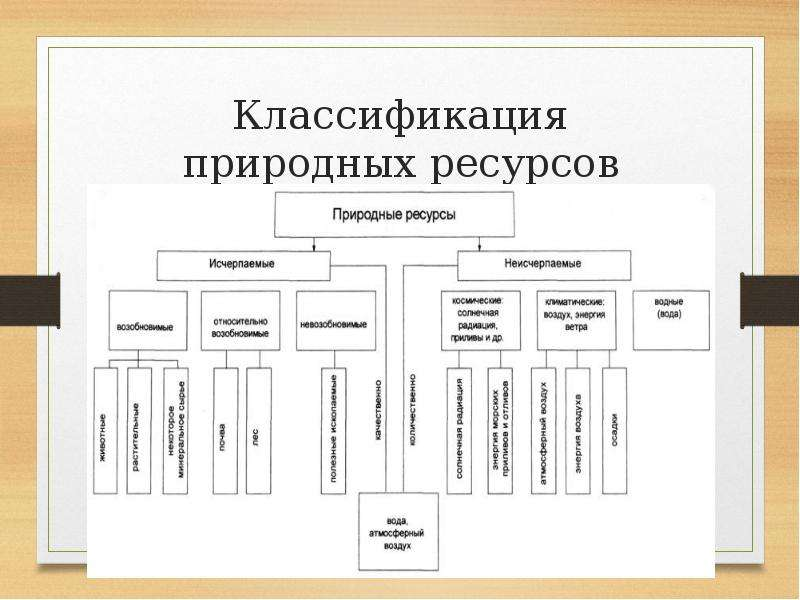 Классификация
природных ресурсов
Природные ресурсы
Исчерпаемые
Неисчерпаемые
возобновимые
относительно
возобновимые
невозобновимые
космические:
солнечная
радиация,
приливы и др.
климатические:
воздух, энергия
ветра
водные
(вода)
животные
растительные
некоторое
минеральное сырье
почва
лес
полезные ископаемые
качественно
количественно
солнечная радиация
энергия морских
приливов и отливов
атмосферный воздух
энергия воздуха
осадки
вода,
атмосферный
воздух